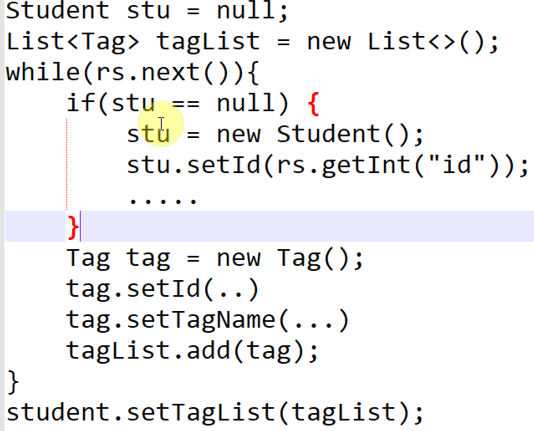 Student stu = null;
List<Tag> tagList = new List<>();
while(rs.next()){
    if(stu == null) {
        stu = new Student();
        stu.setId(rs.getInt("id"));
        .....
    }
    Tag tag = new Tag();
    tag.setId(..)
    tag.setTagName(...)
    tagList.add(tag);
}
student.setTagList(tagList);